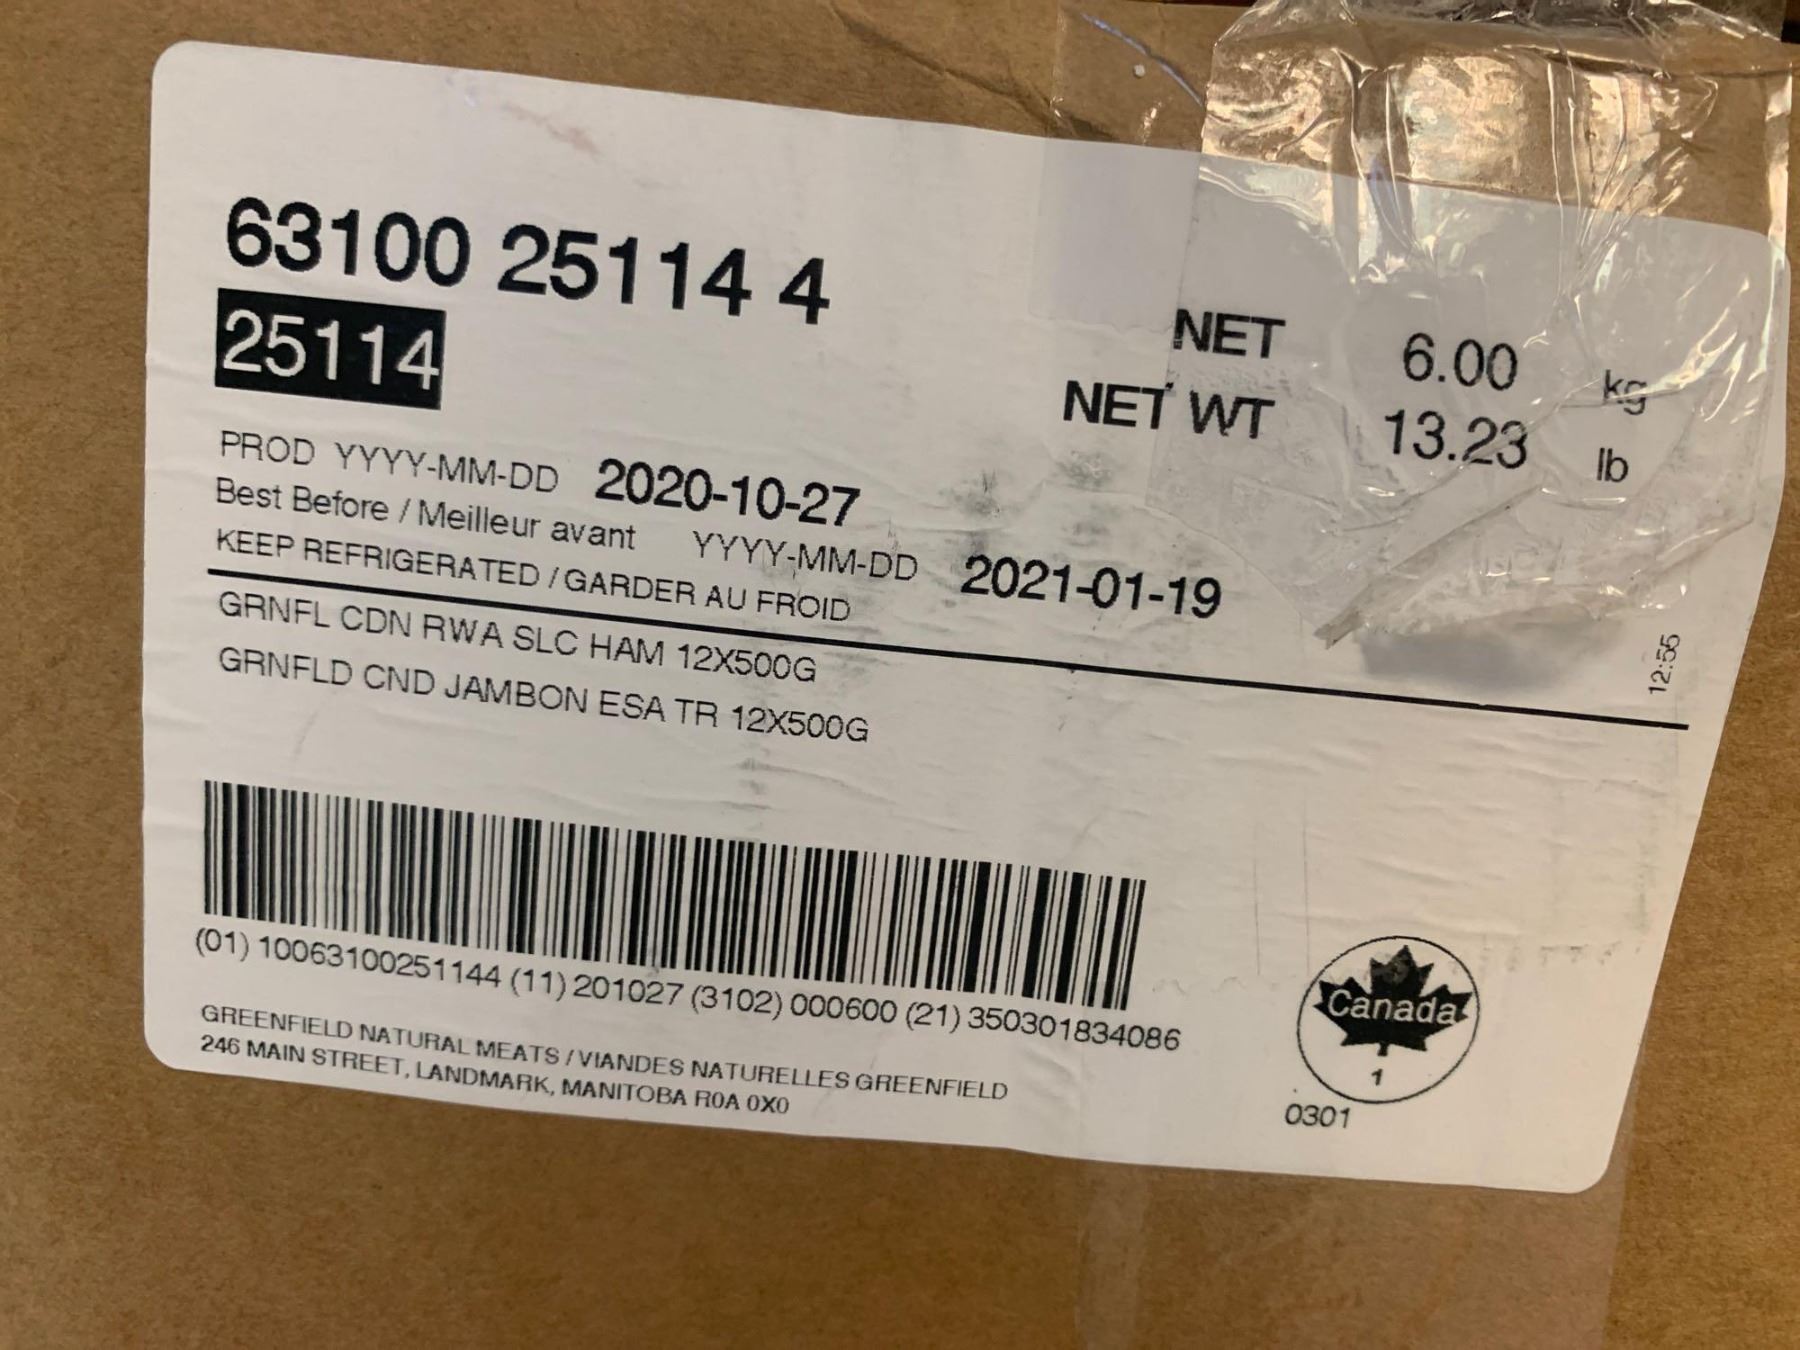 63100 25114 4
25114
NET 6.00 kg
NET WT 13.23 lb
PROD YYYY-MM-DD 2020-10-27
Best Before / Meilleur avant YYYY-MM-DD 2021-01-19
KEEP REFRIGERATED / GARDER AU FROID
12:55
GRNFL CDN RWA SLC HAM 12X500G
GRNFLD CND JAMBON ESA TR 12X500G
(01) 10063100251144 (11) 201027 (3102) 000600 (21) 350301834086
GREENFIELD NATURAL MEATS / VIANDES NATURELLES GREENFIELD
246 MAIN STREET, LANDMARK, MANITOBA R0A 0X0
Canada
1
0301